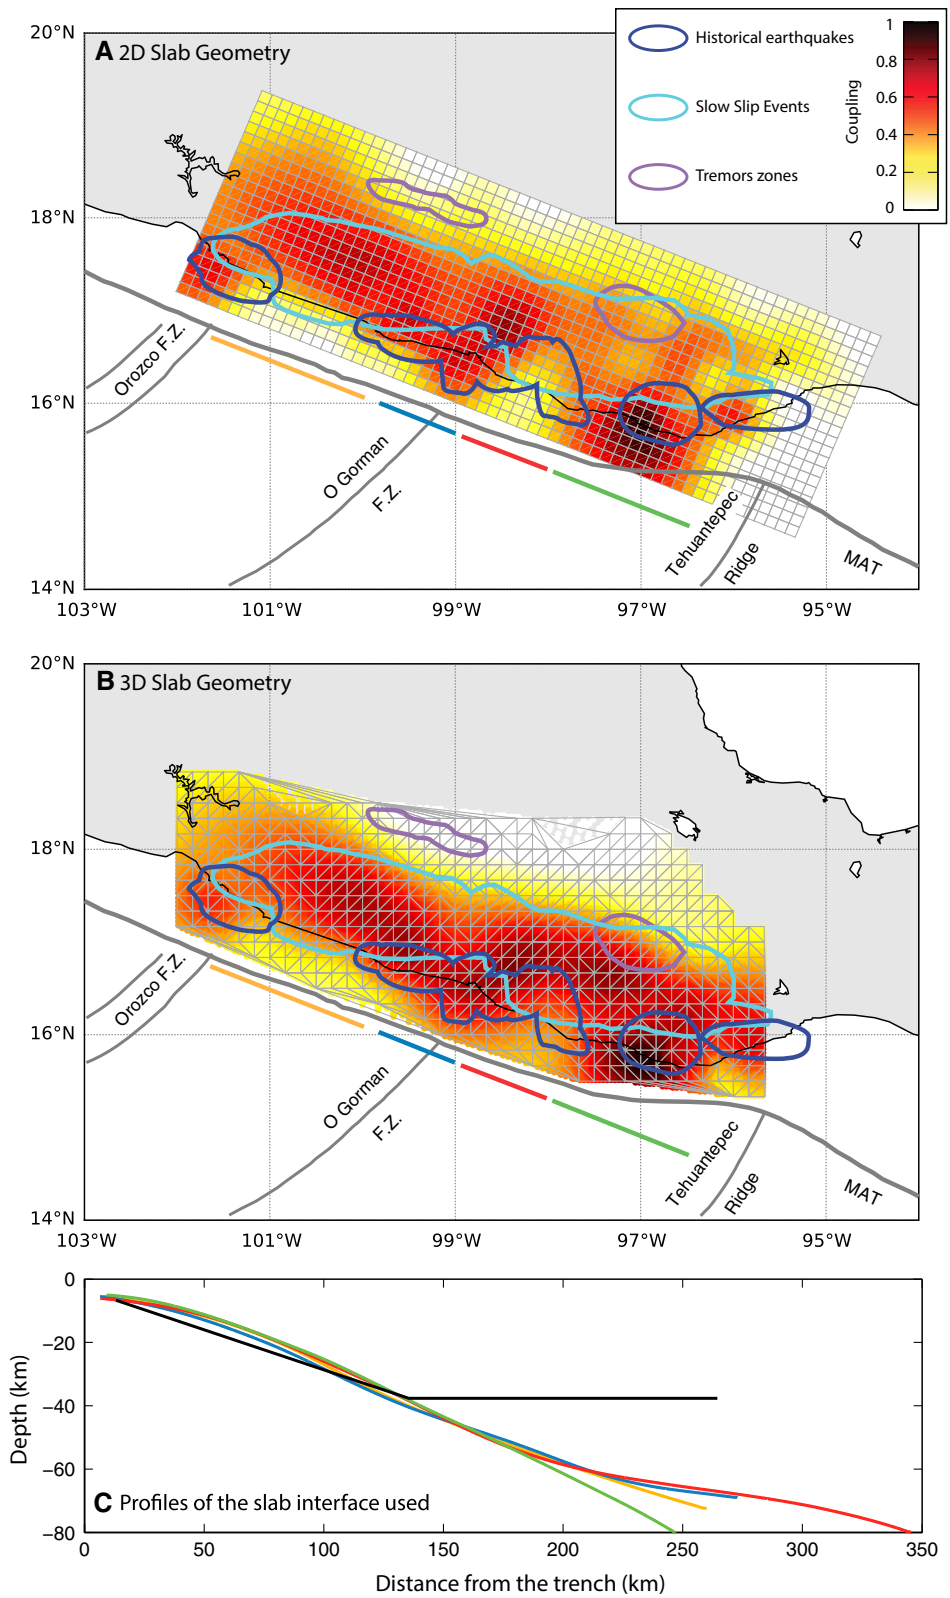 20°N
A 2D Slab Geometry
18°N
16°N
14°N
103°W
101°W
99°W
97°W
95°W
Historical earthquakes
Slow Slip Events
Tremors zones
Coupling
1
0.8
0.6
0.4
0.2
0
Orozco F.Z.
O Gorman
F.Z.
Tehuantepec
Ridge
MAT
20°N
B 3D Slab Geometry
18°N
16°N
14°N
103°W
101°W
99°W
97°W
95°W
Orozco F.Z.
O Gorman
F.Z.
Tehuantepec
Ridge
MAT
0
−20
−40
−60
−80
Depth (km)
C Profiles of the slab interface used
0
50
100
150
200
250
300
350
Distance from the trench (km)